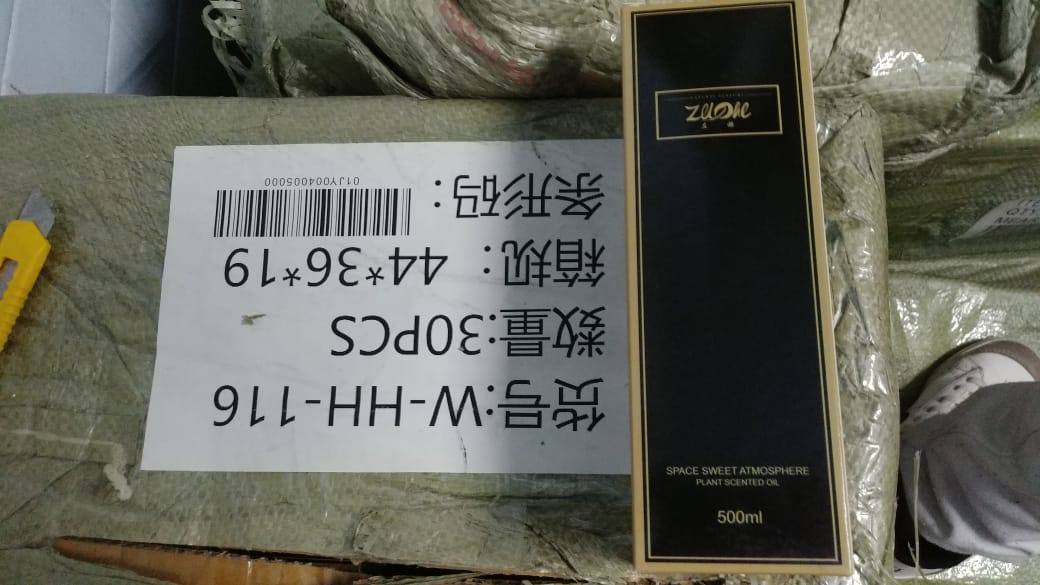 货号:W-HH-116
数量:30PCS
箱规: 44*36*19
条形码:
01JY004005000
SPACE SWEET ATMOSPHERE
PLANT SCENTED OIL
500ml